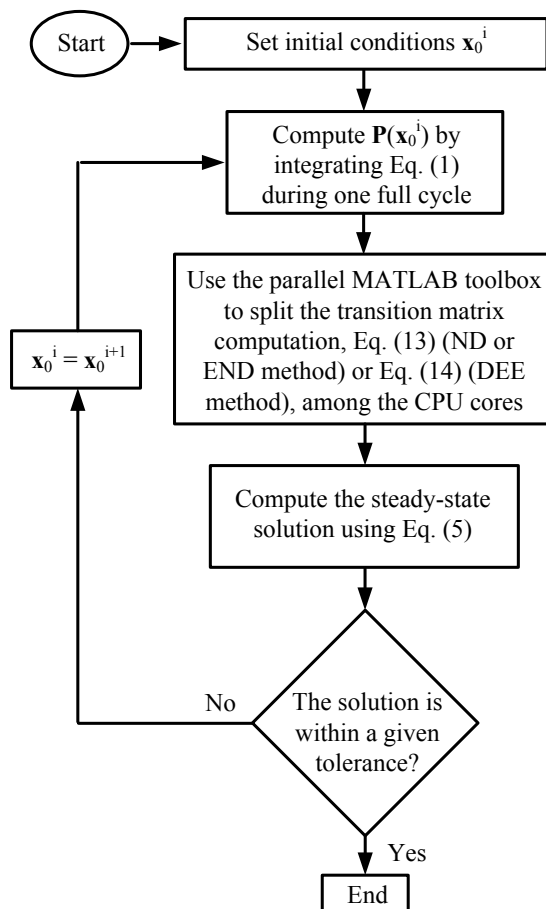 Start
Set initial conditions x₀ⁱ
Compute P(x₀ⁱ) by
integrating Eq. (1)
during one full cycle
Use the parallel MATLAB toolbox
to split the transition matrix
computation, Eq. (13) (ND or
END method) or Eq. (14) (DEE
method), among the CPU cores
x₀ⁱ = x₀ⁱ⁺¹
Compute the steady-state
solution using Eq. (5)
No
The solution is
within a given
tolerance?
Yes
End